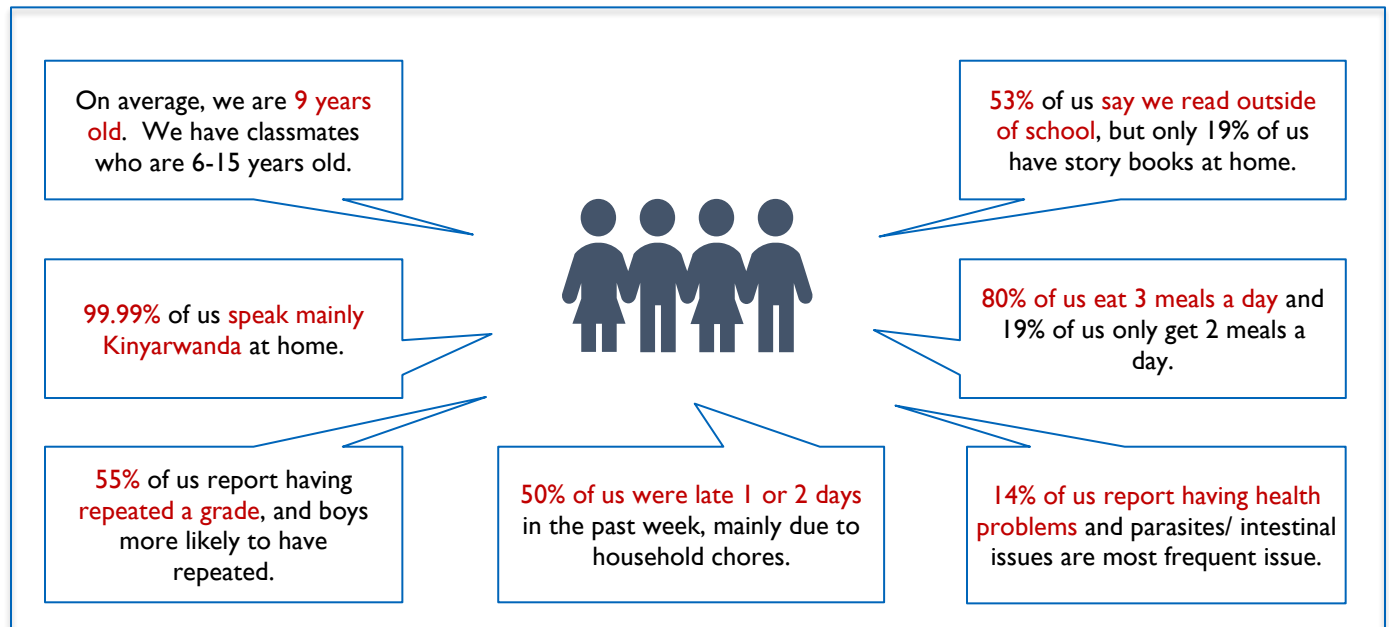 On average, we are 9 years
old.  We have classmates
who are 6-15 years old.
53% of us say we read outside
of school, but only 19% of us
have story books at home.
99.99% of us speak mainly
Kinyarwanda at home.
80% of us eat 3 meals a day and
19% of us only get 2 meals a
day.
55% of us report having
repeated a grade, and boys
more likely to have
repeated.
50% of us were late 1 or 2 days
in the past week, mainly due to
household chores.
14% of us report having health
problems and parasites/ intestinal
issues are most frequent issue.